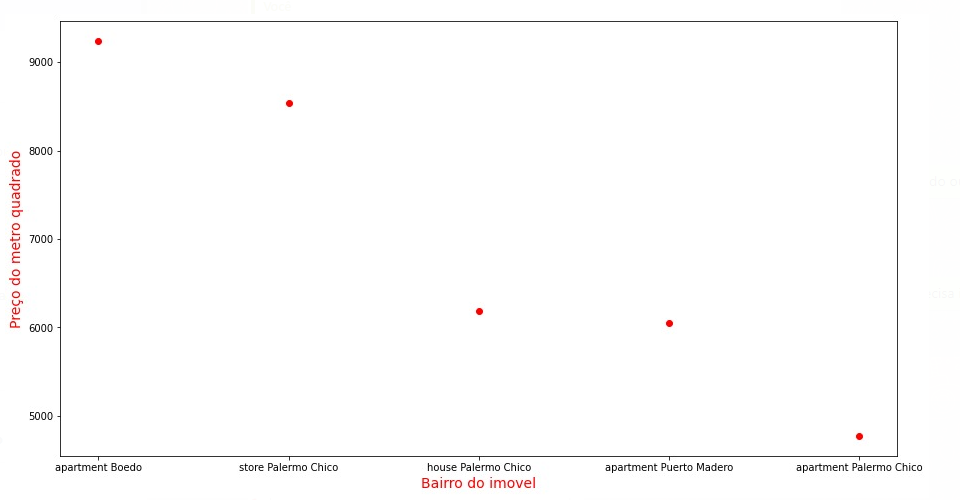 9000
8000
7000
6000
5000
Preço do metro quadrado
apartment Boedo
store Palermo Chico
house Palermo Chico
apartment Puerto Madero
apartment Palermo Chico
Bairro do imovel